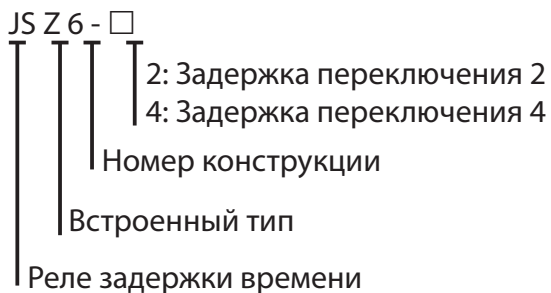 JS Z 6 - □
2: Задержка переключения 2
4: Задержка переключения 4
Номер конструкции
Встроенный тип
Реле задержки времени